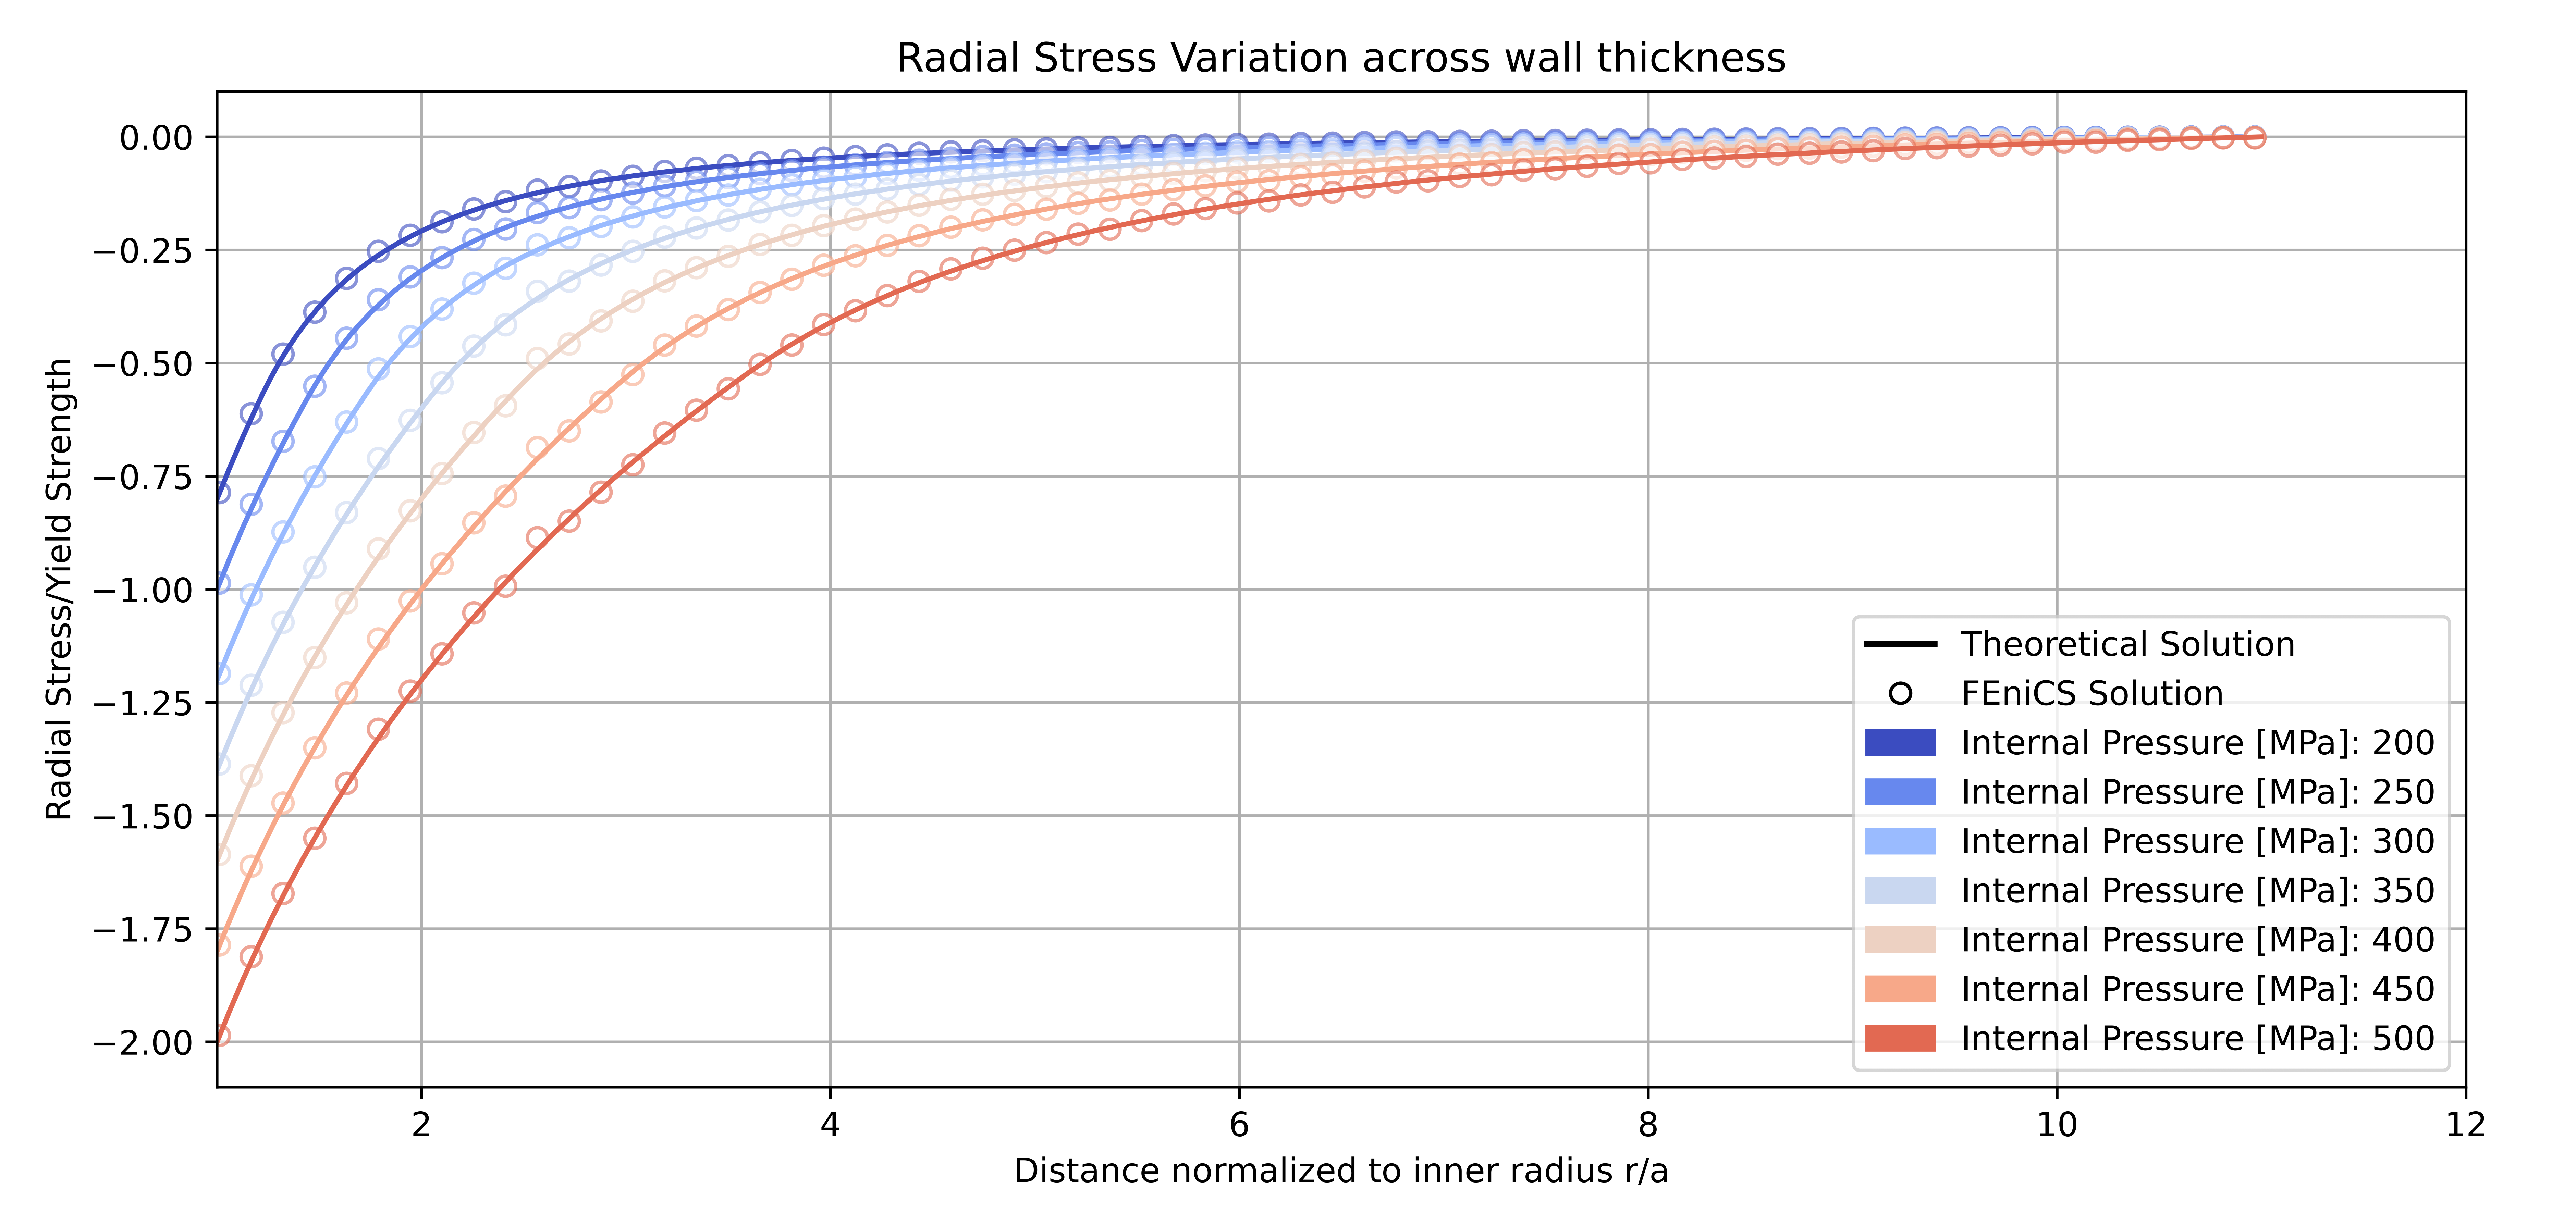 Radial Stress Variation across wall thickness
Radial Stress/Yield Strength
0.00
−0.25
−0.50
−0.75
−1.00
−1.25
−1.50
−1.75
−2.00
Theoretical Solution
FEniCS Solution
Internal Pressure [MPa]: 200
Internal Pressure [MPa]: 250
Internal Pressure [MPa]: 300
Internal Pressure [MPa]: 350
Internal Pressure [MPa]: 400
Internal Pressure [MPa]: 450
Internal Pressure [MPa]: 500
2 4 6 8 10 12
Distance normalized to inner radius r/a